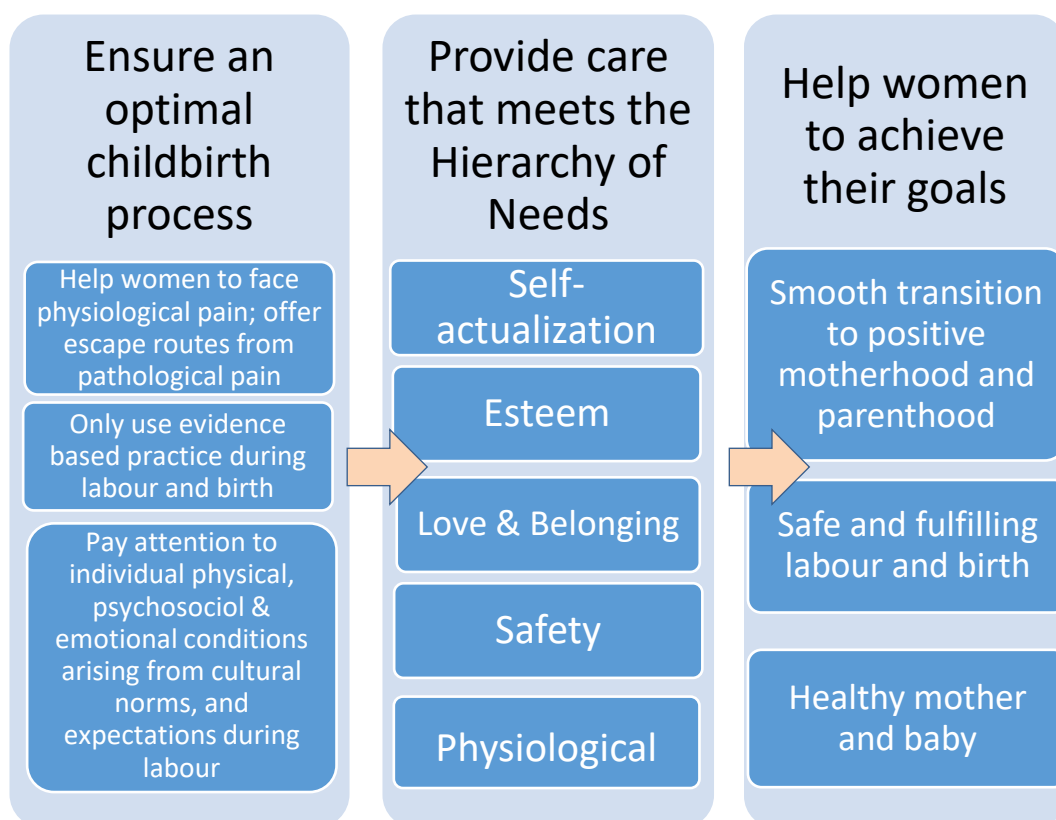 Ensure an
optimal
childbirth
process
Help women to face
physiological pain; offer
escape routes from
pathological pain
Only use evidence
based practice during
labour and birth
Pay attention to
individual physical,
psychosociol &
emotional conditions
arising from cultural
norms, and
expectations during
labour
Provide care
that meets the
Hierarchy of
Needs
Self-
actualization
Esteem
Love & Belonging
Safety
Physiological
Help women
to achieve
their goals
Smooth transition
to positive
motherhood and
parenthood
Safe and fulfilling
labour and birth
Healthy mother
and baby